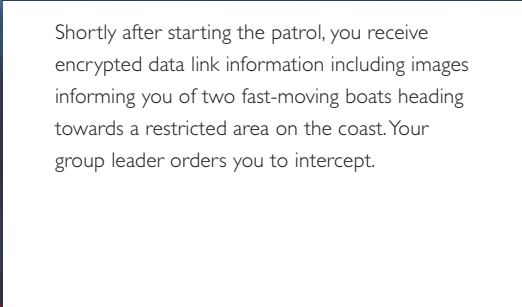 Shortly after starting the patrol, you receive
encrypted data link information including images
informing you of two fast-moving boats heading
towards a restricted area on the coast. Your
group leader orders you to intercept.